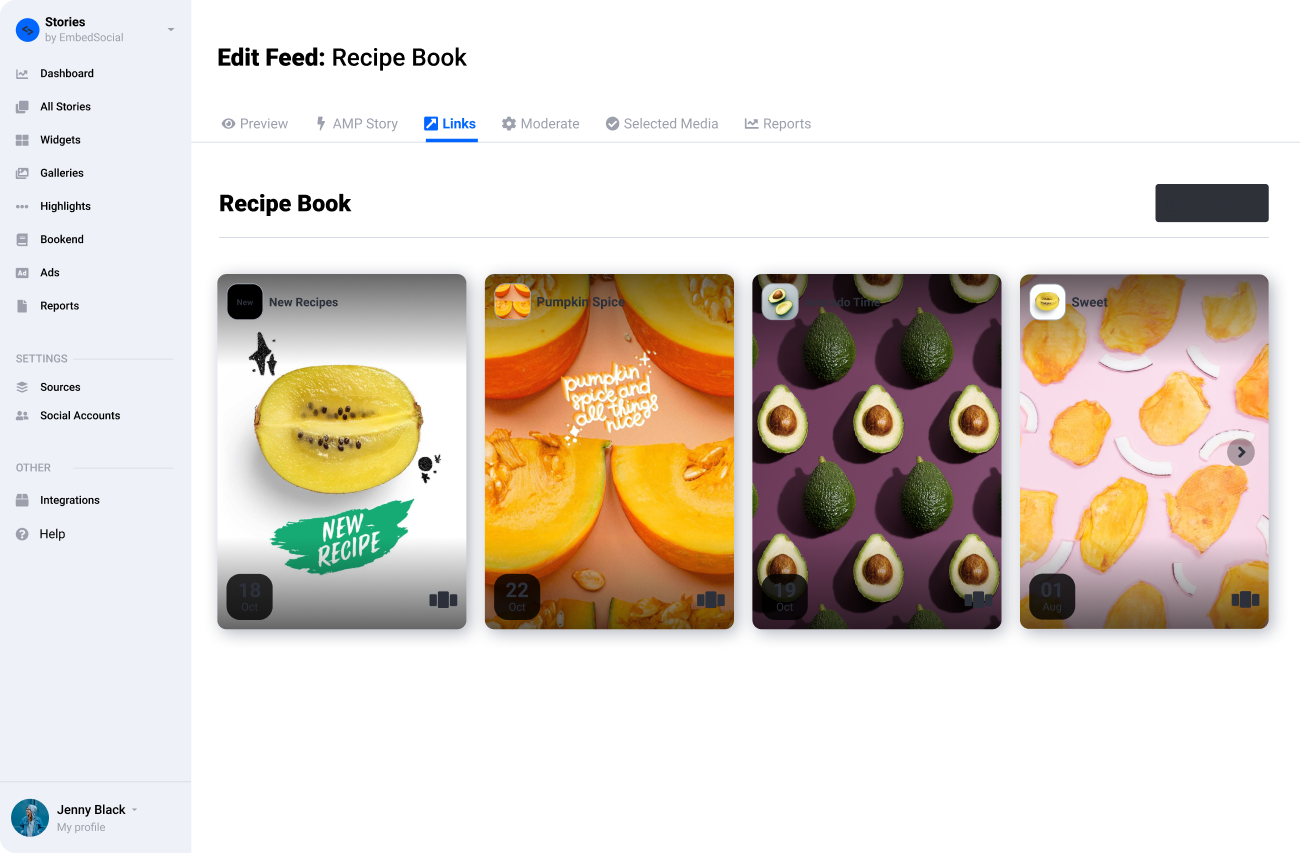 Stories
by EmbedSocial
Dashboard
All Stories
Widgets
Galleries
Highlights
Bookend
Ads
Reports
SETTINGS
Sources
Social Accounts
OTHER
Integrations
Help
Jenny Black
My profile
Edit Feed: Recipe Book
Preview
AMP Story
Links
Moderate
Selected Media
Reports
Recipe Book
New
New Recipes
NEW
RECIPE
18
Oct
Pumpkin Spice
pumpkin
spice and
all things
nice
22
Oct
Time
19
Oct
Sweet
01
Aug